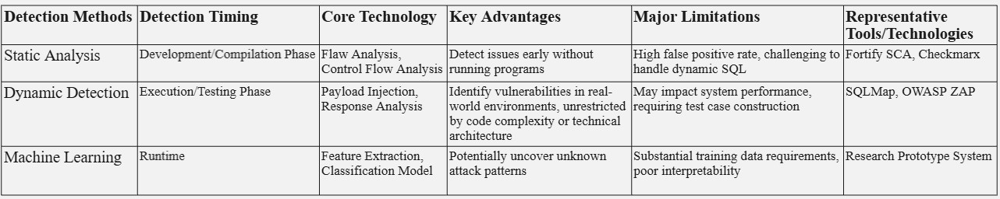 Detection Methods Detection Timing Core Technology Key Advantages Major Limitations Representative Tools/Technologies
Static Analysis Development/Compilation Phase Flaw Analysis, Control Flow Analysis Detect issues early without running programs High false positive rate, challenging to handle dynamic SQL Fortify SCA, Checkmarx
Dynamic Detection Execution/Testing Phase Payload Injection, Response Analysis Identify vulnerabilities in real-world environments, unrestricted by code complexity or technical architecture May impact system performance, requiring test case construction SQLMap, OWASP ZAP
Machine Learning Runtime Feature Extraction, Classification Model Potentially uncover unknown attack patterns Substantial training data requirements, poor interpretability Research Prototype System